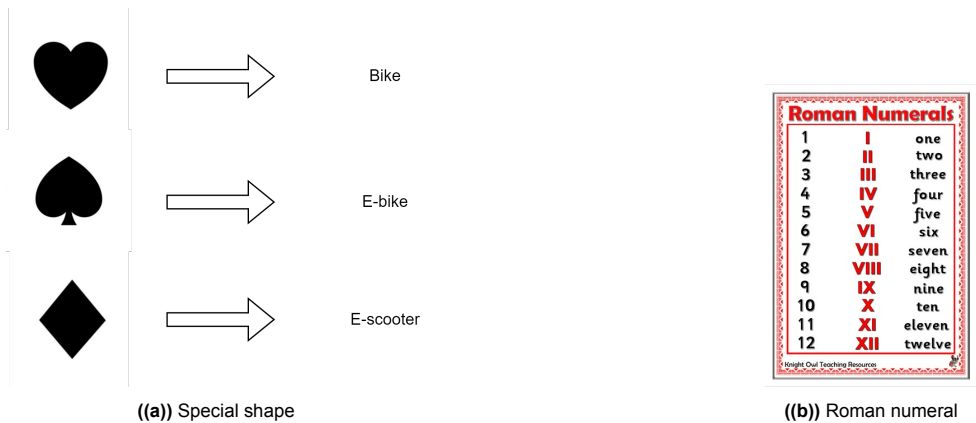 Bike
E-bike
E-scooter
((a)) Special shape
Roman Numerals
1 I one
2 II two
3 III three
4 IV four
5 V five
6 VI six
7 VII seven
8 VIII eight
9 IX nine
10 X ten
11 XI eleven
12 XII twelve
Knight Owl Teaching Resources
((b)) Roman numeral